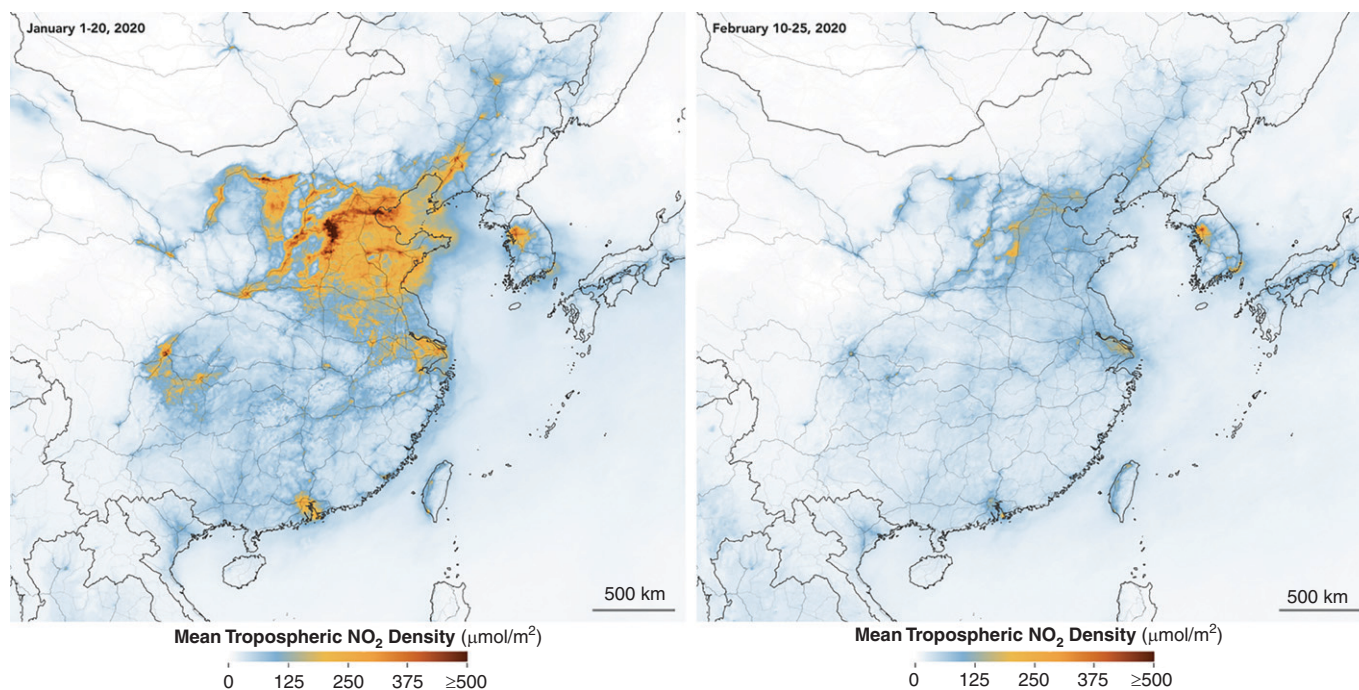 January 1-20, 2020
500 km
Mean Tropospheric NO₂ Density (μmol/m²)
0 125 250 375 ≥500
February 10-25, 2020
500 km
Mean Tropospheric NO₂ Density (μmol/m²)
0 125 250 375 ≥500